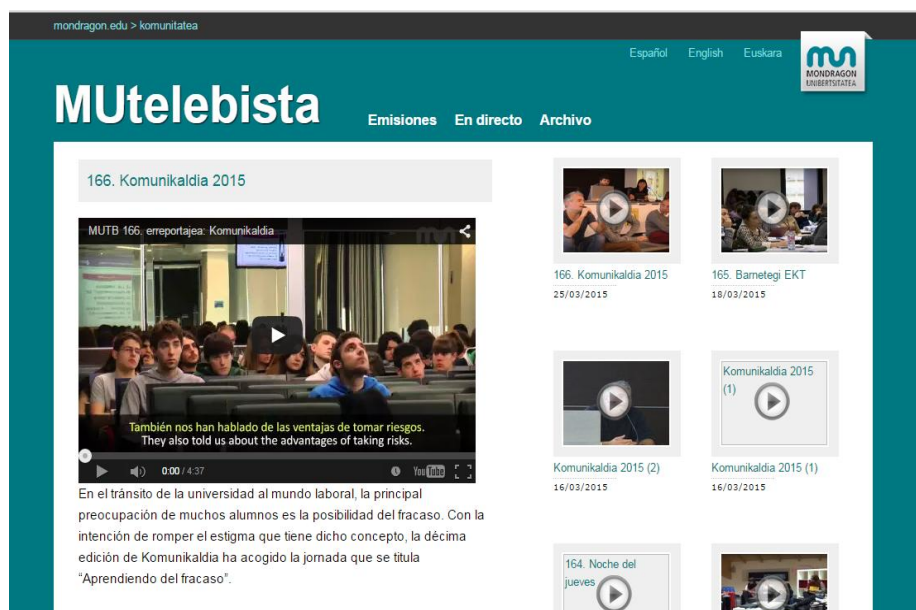 mondragon.edu > komunitatea
Español English Euskara
MONDRAGON
UNIBERTSITATEA
MUtelebista
Emisiones En directo Archivo
166. Komunikaldia 2015
MUTB 166. erreportajea: Komunikaldia
También nos han hablado de las ventajas de tomar riesgos.
They also told us about the advantages of taking risks.
0:00 / 4:37
YouTube
En el tránsito de la universidad al mundo laboral, la principal
preocupación de muchos alumnos es la posibilidad del fracaso. Con la
intención de romper el estigma que tiene dicho concepto, la décima
edición de Komunikaldia ha acogido la jornada que se titula
“Aprendiendo del fracaso”.
166. Komunikaldia 2015
25/03/2015
165. Barnetegi EKT
18/03/2015
Komunikaldia 2015 (2)
16/03/2015
Komunikaldia 2015
(1)
Komunikaldia 2015 (1)
16/03/2015
164. Noche del
jueves